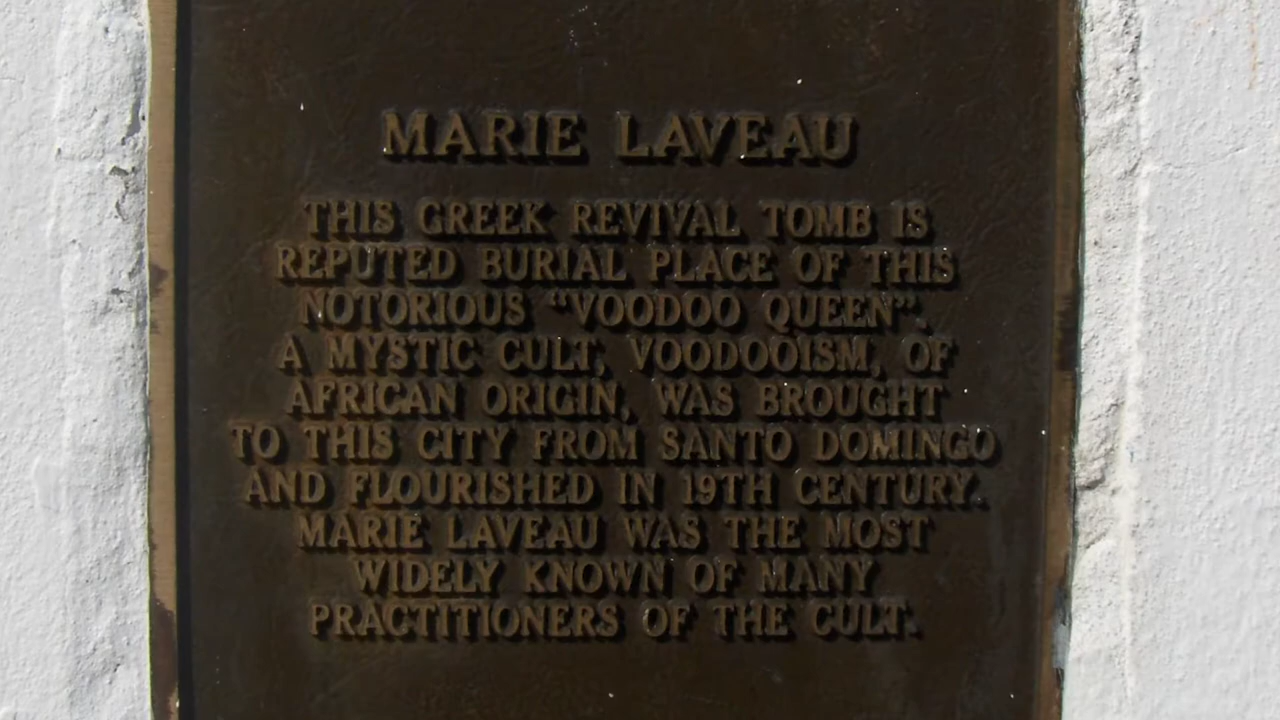 MARIE LAVEAU
THIS GREEK REVIVAL TOMB IS
REPUTED BURIAL PLACE OF THIS
NOTORIOUS “VOODOO QUEEN”.
A MYSTIC CULT, VOODOOISM, OF
AFRICAN ORIGIN, WAS BROUGHT
TO THIS CITY FROM SANTO DOMINGO
AND FLOURISHED IN 19TH CENTURY.
MARIE LAVEAU WAS THE MOST
WIDELY KNOWN OF MANY
PRACTITIONERS OF THE CULT.